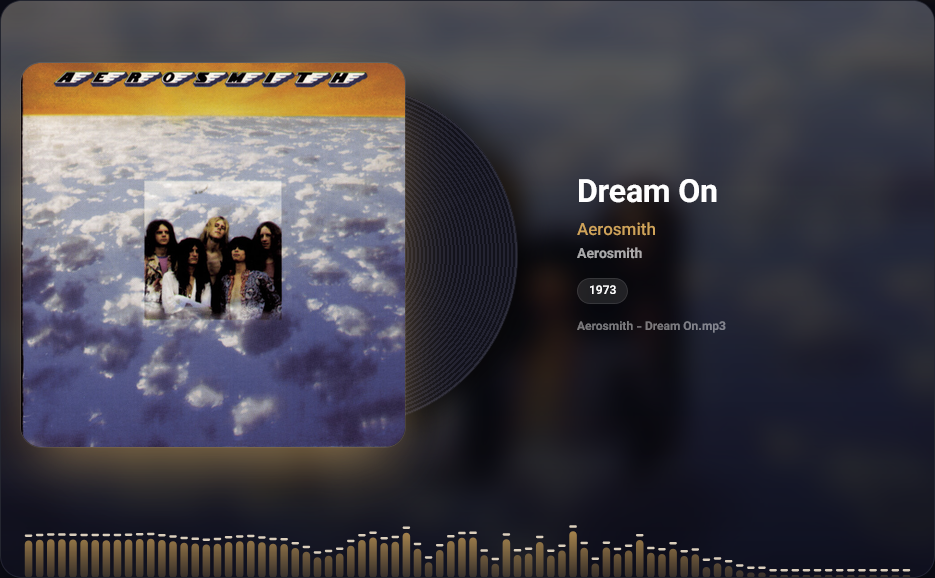 AEROSMITH
Dream On
Aerosmith
Aerosmith
1973
Aerosmith - Dream On.mp3